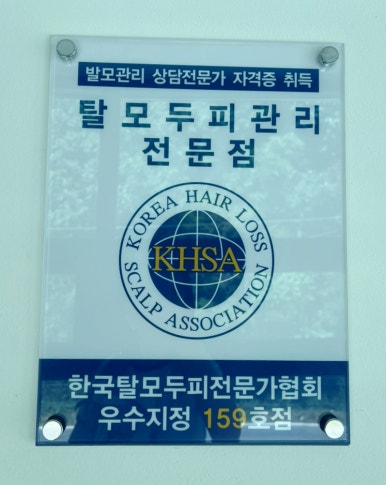 발모관리 상담전문가 자격증 취득
탈모두피관리
전문점
KOREA HAIR LOSS
KHSA
SCALP ASSOCIATION
한국탈모두피전문가협회
우수지정 159호점